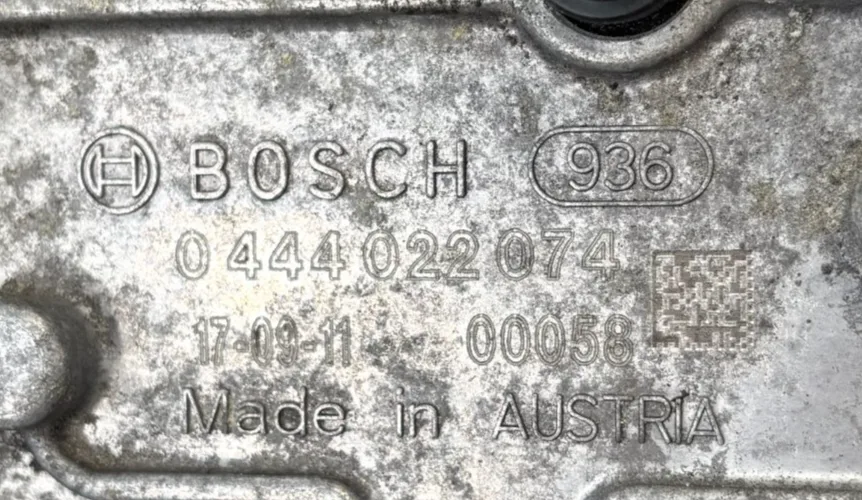 BOSCH 936
0 444 022 074
17-09-11 00058
Made in AUSTRIA